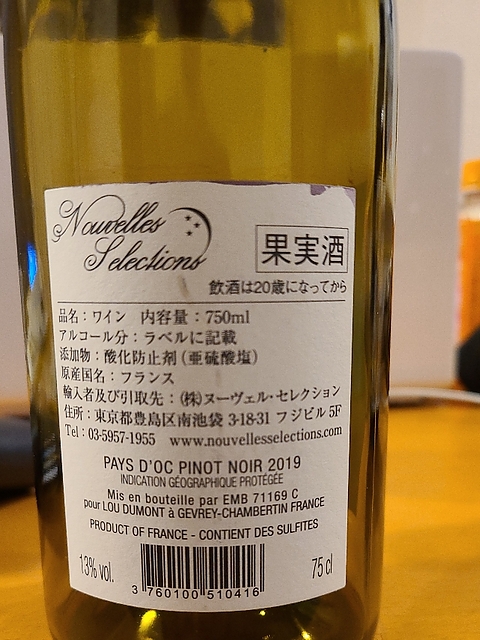 Nouvelles
Selections
果実酒
飲酒は20歳になってから
品名：ワイン 内容量：750ml
アルコール分：ラベルに記載
添加物：酸化防止剤（亜硫酸塩）
原産国名：フランス
輸入者及び引取先：(株)ヌーヴェル・セレクション
住所：東京都豊島区南池袋 3-18-31 フジビル 5F
Tel：03-5957-1955 www.nouvellesselections.com
PAYS D'OC PINOT NOIR 2019
INDICATION GÉOGRAPHIQUE PROTÉGÉE
Mis en bouteille par EMB 71169 C
pour LOU DUMONT à GEVREY-CHAMBERTIN FRANCE
PRODUCT OF FRANCE - CONTIENT DES SULFITES
13% vol. 75 cl
3 760100 510416